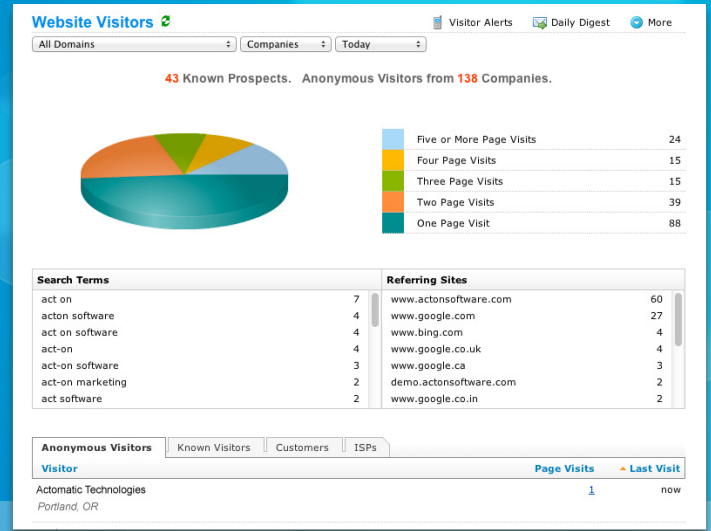 Website Visitors
Visitor Alerts Daily Digest More
All Domains Companies Today
43 Known Prospects. Anonymous Visitors from 138 Companies.
Five or More Page Visits 24
Four Page Visits 15
Three Page Visits 15
Two Page Visits 39
One Page Visit 88
Search Terms
act on 7
acton software 4
act on software 4
act-on 4
act-on software 3
act-on marketing 2
act software 2
Referring Sites
www.actonsoftware.com 60
www.google.com 27
www.bing.com 4
www.google.co.uk 4
www.google.ca 3
demo.actonsoftware.com 2
www.google.co.in 2
Anonymous Visitors Known Visitors Customers ISPs
Visitor Page Visits Last Visit
Actomatic Technologies 1 now
Portland, OR